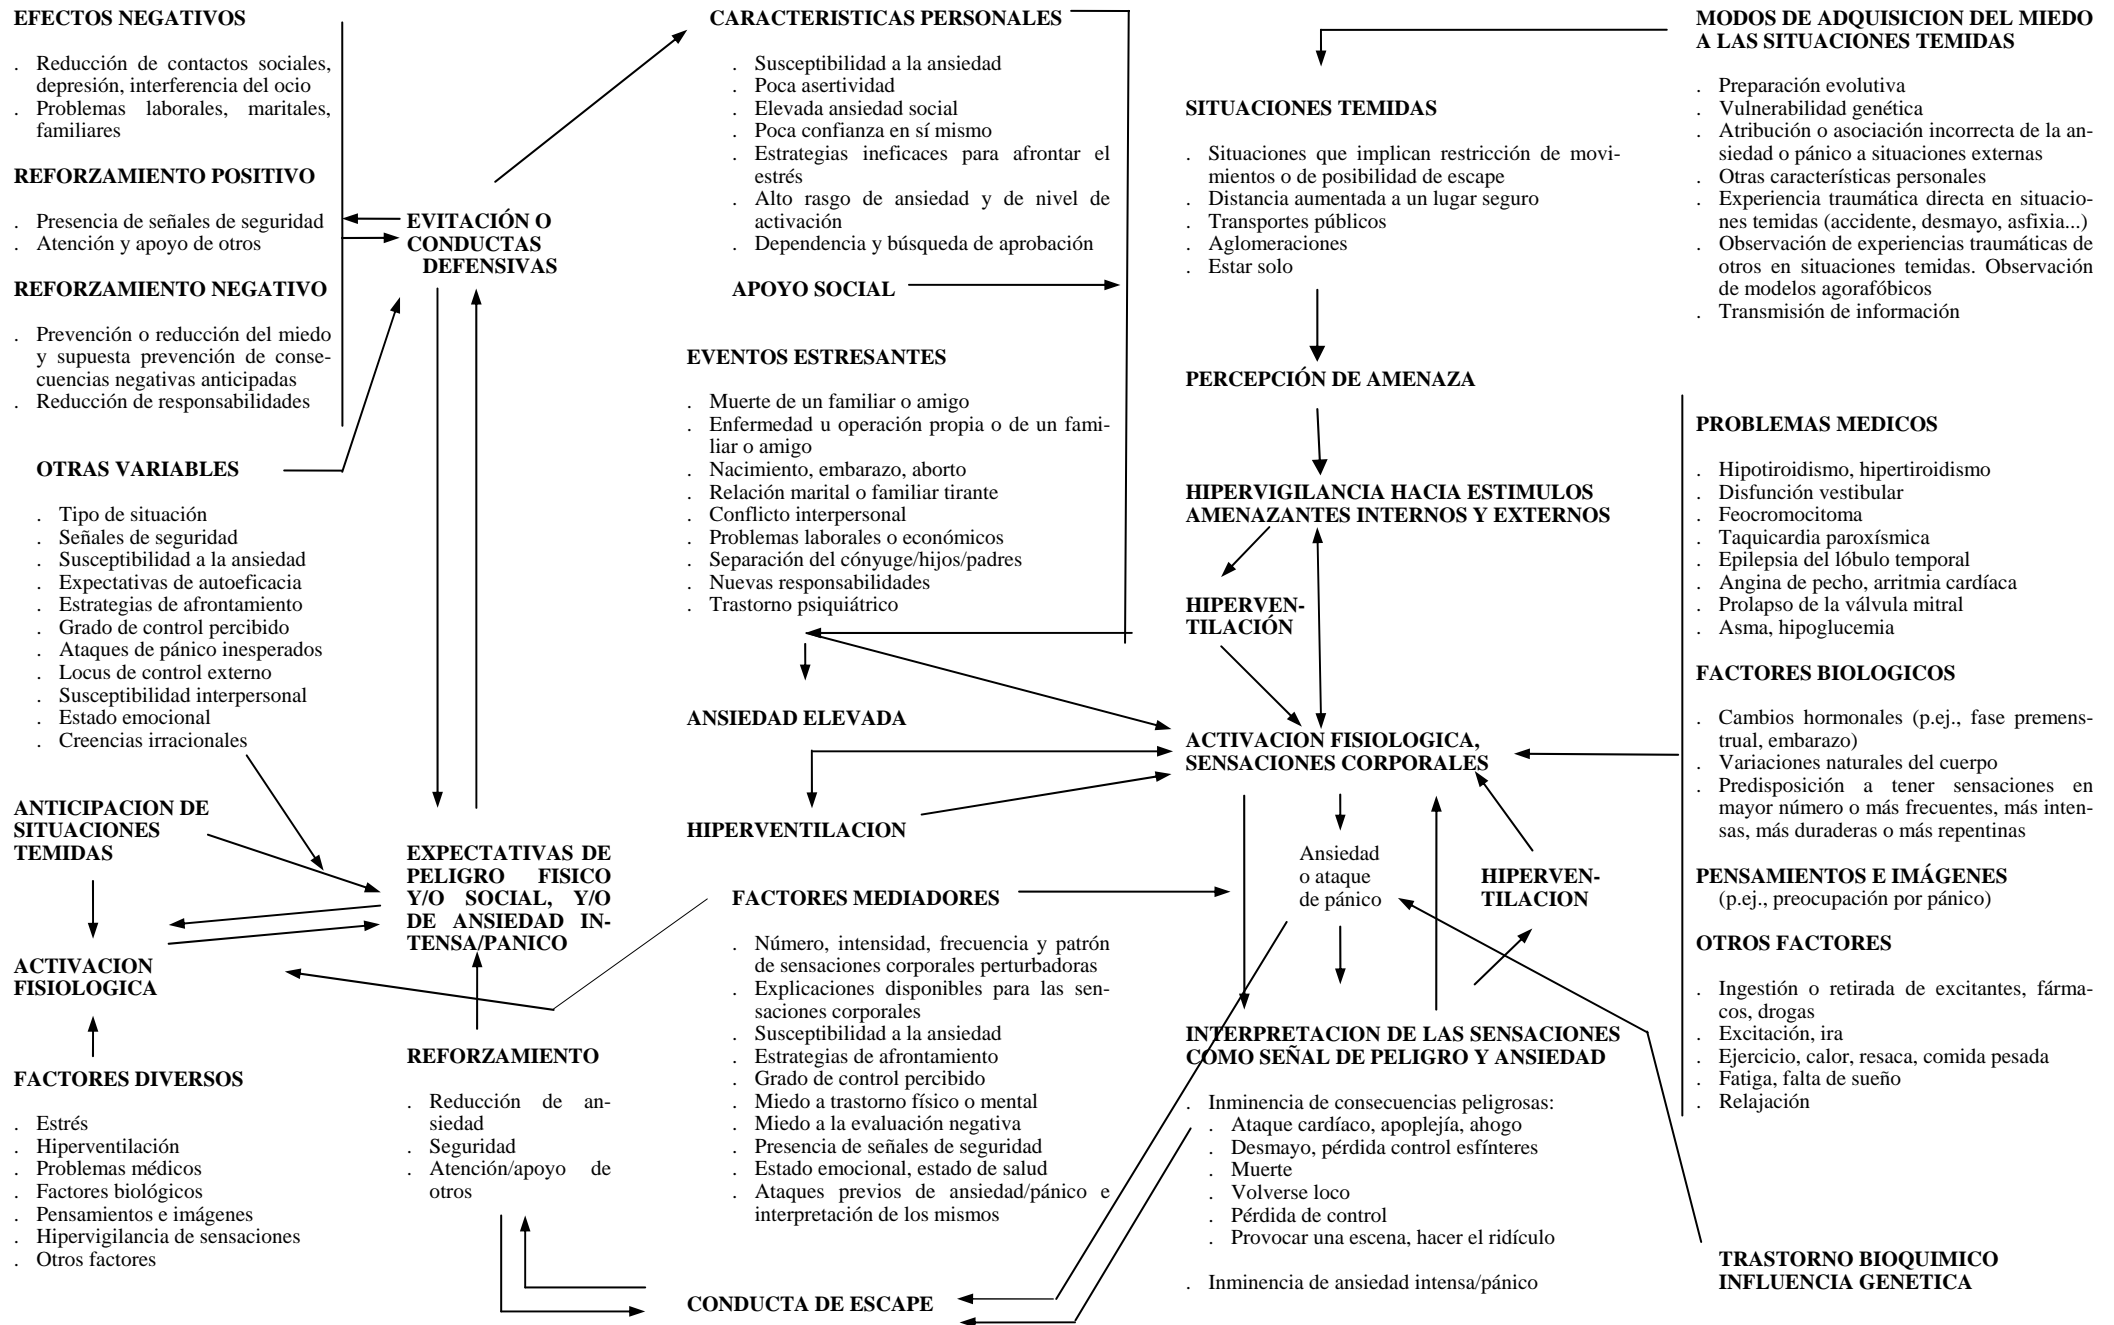 EFECTOS NEGATIVOS
. Reducción de contactos sociales,
depresión, interferencia del ocio
. Problemas laborales, maritales,
familiares
REFORZAMIENTO POSITIVO
. Presencia de señales de seguridad
. Atención y apoyo de otros
REFORZAMIENTO NEGATIVO
. Prevención o reducción del miedo
y supuesta prevención de conse-
cuencias negativas anticipadas
. Reducción de responsabilidades
OTRAS VARIABLES
. Tipo de situación
. Señales de seguridad
. Susceptibilidad a la ansiedad
. Expectativas de autoeficacia
. Estrategias de afrontamiento
. Grado de control percibido
. Ataques de pánico inesperados
. Locus de control externo
. Susceptibilidad interpersonal
. Estado emocional
. Creencias irracionales
ANTICIPACION DE
SITUACIONES
TEMIDAS
ACTIVACION
FISIOLOGICA
FACTORES DIVERSOS
. Estrés
. Hiperventilación
. Problemas médicos
. Factores biológicos
. Pensamientos e imágenes
. Hipervigilancia de sensaciones
. Otros factores
EVITACIÓN O
CONDUCTAS
DEFENSIVAS
EXPECTATIVAS DE
PELIGRO FISICO
Y/O SOCIAL, Y/O
DE ANSIEDAD IN-
TENSA/PANICO
REFORZAMIENTO
. Reducción de an-
siedad
. Seguridad
. Atención/apoyo de
otros
CARACTERISTICAS PERSONALES
. Susceptibilidad a la ansiedad
. Poca asertividad
. Elevada ansiedad social
. Poca confianza en sí mismo
. Estrategias ineficaces para afrontar el
estrés
. Alto rasgo de ansiedad y de nivel de
activación
. Dependencia y búsqueda de aprobación
APOYO SOCIAL
EVENTOS ESTRESANTES
. Muerte de un familiar o amigo
. Enfermedad u operación propia o de un fami-
liar o amigo
. Nacimiento, embarazo, aborto
. Relación marital o familiar tirante
. Conflicto interpersonal
. Problemas laborales o económicos
. Separación del cónyuge/hijos/padres
. Nuevas responsabilidades
. Trastorno psiquiátrico
ANSIEDAD ELEVADA
HIPERVENTILACION
FACTORES MEDIADORES
. Número, intensidad, frecuencia y patrón
de sensaciones corporales perturbadoras
. Explicaciones disponibles para las sen-
saciones corporales
. Susceptibilidad a la ansiedad
. Estrategias de afrontamiento
. Grado de control percibido
. Miedo a trastorno físico o mental
. Miedo a la evaluación negativa
. Presencia de señales de seguridad
. Estado emocional, estado de salud
. Ataques previos de ansiedad/pánico e
interpretación de los mismos
CONDUCTA DE ESCAPE
SITUACIONES TEMIDAS
. Situaciones que implican restricción de movi-
mientos o de posibilidad de escape
. Distancia aumentada a un lugar seguro
. Transportes públicos
. Aglomeraciones
. Estar solo
PERCEPCIÓN DE AMENAZA
HIPERVIGILANCIA HACIA ESTIMULOS
AMENAZANTES INTERNOS Y EXTERNOS
HIPERVEN-
TILACIÓN
ACTIVACION FISIOLOGICA,
SENSACIONES CORPORALES
Ansiedad
o ataque
de pánico
HIPERVEN-
TILACION
INTERPRETACION DE LAS SENSACIONES
COMO SEÑAL DE PELIGRO Y ANSIEDAD
. Inminencia de consecuencias peligrosas:
. Ataque cardíaco, apoplejía, ahogo
. Desmayo, pérdida control esfínteres
. Muerte
. Volverse loco
. Pérdida de control
. Provocar una escena, hacer el ridículo
. Inminencia de ansiedad intensa/pánico
MODOS DE ADQUISICION DEL MIEDO
A LAS SITUACIONES TEMIDAS
. Preparación evolutiva
. Vulnerabilidad genética
. Atribución o asociación incorrecta de la an-
siedad o pánico a situaciones externas
. Otras características personales
. Experiencia traumática directa en situacio-
nes temidas (accidente, desmayo, asfixia...)
. Observación de experiencias traumáticas de
otros en situaciones temidas. Observación
de modelos agorafóbicos
. Transmisión de información
PROBLEMAS MEDICOS
. Hipotiroidismo, hipertiroidismo
. Disfunción vestibular
. Feocromocitoma
. Taquicardia paroxísmica
. Epilepsia del lóbulo temporal
. Angina de pecho, arritmia cardíaca
. Prolapso de la válvula mitral
. Asma, hipoglucemia
FACTORES BIOLOGICOS
. Cambios hormonales (p.ej., fase premens-
trual, embarazo)
. Variaciones naturales del cuerpo
. Predisposición a tener sensaciones en
mayor número o más frecuentes, más inten-
sas, más duraderas o más repentinas
PENSAMIENTOS E IMÁGENES
(p.ej., preocupación por pánico)
OTROS FACTORES
. Ingestión o retirada de excitantes, fárma-
cos, drogas
. Excitación, ira
. Ejercicio, calor, resaca, comida pesada
. Fatiga, falta de sueño
. Relajación
TRASTORNO BIOQUIMICO
INFLUENCIA GENETICA